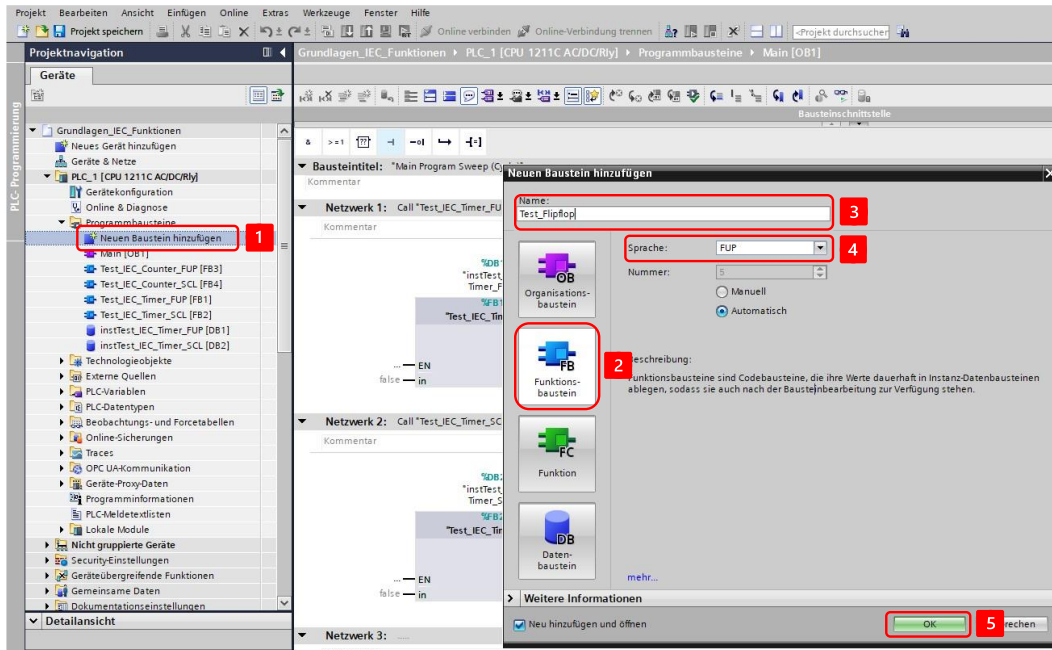 Projekt Bearbeiten Ansicht Einfügen Online Extras Werkzeuge Fenster Hilfe
Projekt speichern Online verbinden Online-Verbindung trennen <Projekt durchsucher
Projektnavigation
Grundlagen_IEC_Funktionen PLC_1 [CPU 1211C AC/DC/Rly] Programmbausteine Main [OB1]
Geräte
Bausteinschnittstelle
PLC-Programmierung
Grundlagen_IEC_Funktionen
Neues Gerät hinzufügen
Geräte & Netze
PLC_1 [CPU 1211C AC/DC/Rly]
Gerätekonfiguration
Online & Diagnose
Programmbausteine
Neuen Baustein hinzufügen
1
Main [OB1]
Test_IEC_Counter_FUP [FB3]
Test_IEC_Counter_SCL [FB4]
Test_IEC_Timer_FUP [FB1]
Test_IEC_Timer_SCL [FB2]
instTest_IEC_Timer_FUP [DB1]
instTest_IEC_Timer_SCL [DB2]
Technologieobjekte
Externe Quellen
PLC-Variablen
PLC-Datentypen
Beobachtungs- und Forcetabellen
Online-Sicherungen
Traces
OPC UA-Kommunikation
Geräte-Proxy-Daten
Programminformationen
PLC-Meldetextlisten
Lokale Module
Nicht gruppierte Geräte
Security-Einstellungen
Geräteübergreifende Funktionen
Gemeinsame Daten
Dokumentationseinstellungen
Detailansicht
& >=1 ??
Bausteintitel: "Main Program Sweep (Cy
Kommentar
Netzwerk 1: Call "Test_IEC_Timer_FU
Kommentar
%DB1
"instTest_
Timer_F
%FB1
"Test_IEC_Tim
... EN
false in
Netzwerk 2: Call "Test_IEC_Timer_SC
Kommentar
%DB2
"instTest_
Timer_S
%FB2
"Test_IEC_Tim
... EN
false in
Netzwerk 3: .....
Neuen Baustein hinzufügen
X
Name:
Test_Flipflop
3
OB
Organisations-
baustein
FB
Funktions-
baustein
2
FC
Funktion
DB
Daten-
baustein
Sprache: FUP
4
Nummer: 5
Manuell
Automatisch
Beschreibung:
Funktionsbausteine sind Codebausteine, die ihre Werte dauerhaft in Instanz-Datenbausteinen
ablegen, sodass sie auch nach der Bausteinbearbeitung zur Verfügung stehen.
mehr...
Weitere Informationen
Neu hinzufügen und öffnen
OK
5
rechen